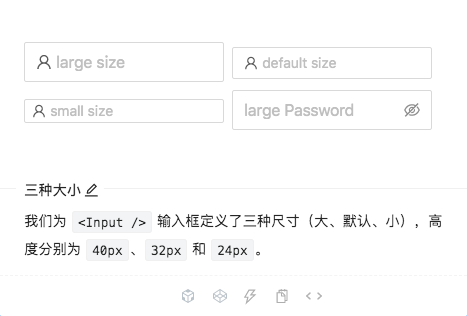 large size
default size
small size
large Password
三种大小
我们为 <Input /> 输入框定义了三种尺寸（大、默认、小），高
度分别为 40px 、 32px 和 24px 。